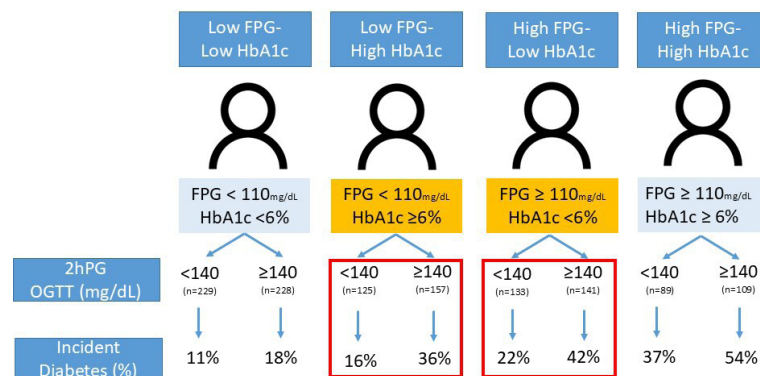 Low FPG-
Low HbA1c
Low FPG-
High HbA1c
High FPG-
Low HbA1c
High FPG-
High HbA1c
FPG < 110mg/dL
HbA1c <6%
FPG < 110mg/dL
HbA1c ≥6%
FPG ≥ 110mg/dL
HbA1c <6%
FPG ≥ 110mg/dL
HbA1c ≥ 6%
2hPG
OGTT (mg/dL)
<140
(n=229)
≥140
(n=228)
<140
(n=125)
≥140
(n=157)
<140
(n=133)
≥140
(n=141)
<140
(n=89)
≥140
(n=109)
Incident
Diabetes (%)
11%
18%
16%
36%
22%
42%
37%
54%